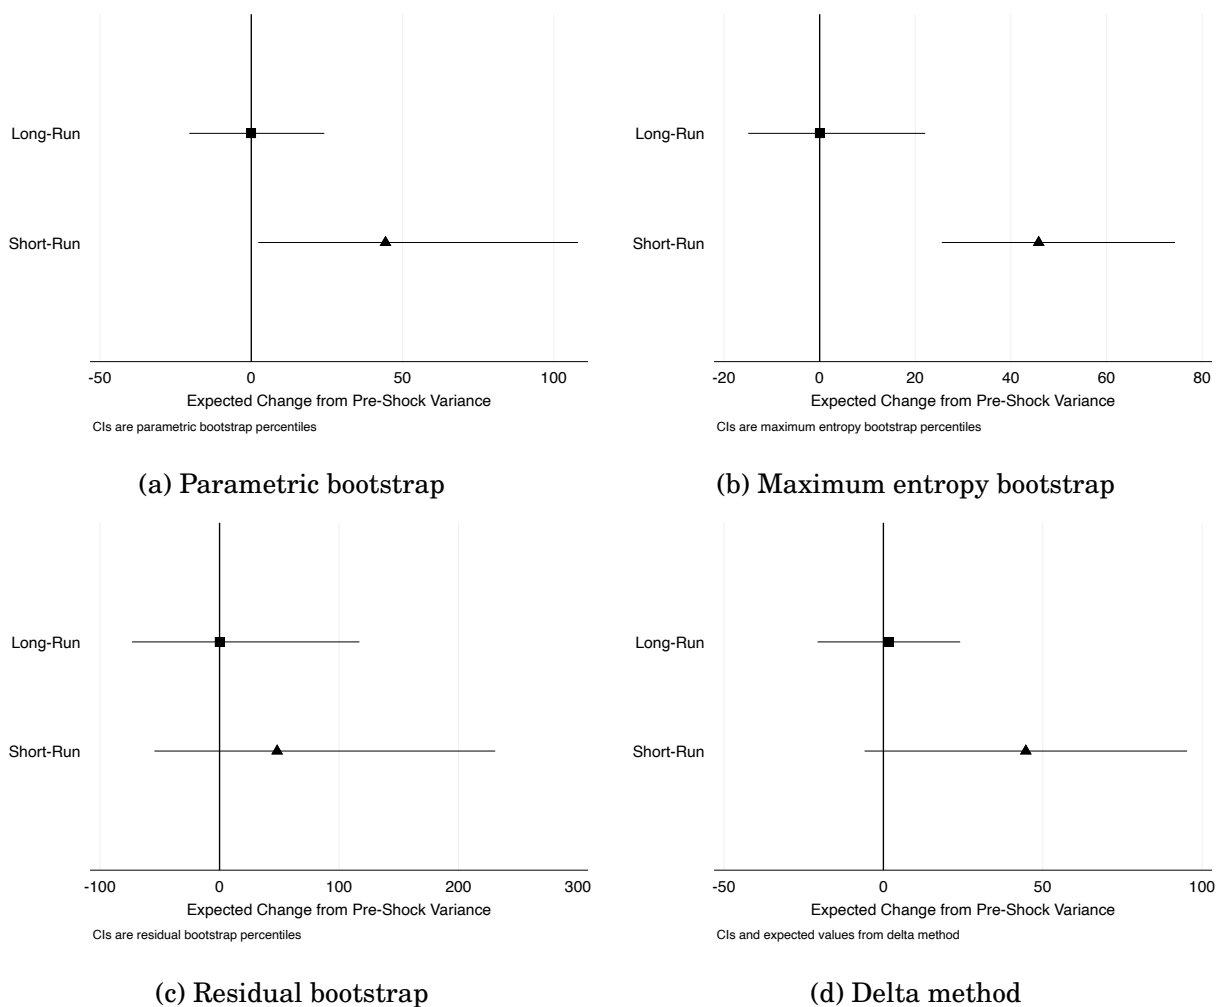 Long-Run
Short-Run
-50 0 50 100
Expected Change from Pre-Shock Variance
CIs are parametric bootstrap percentiles
(a) Parametric bootstrap
Long-Run
Short-Run
-20 0 20 40 60 80
Expected Change from Pre-Shock Variance
CIs are maximum entropy bootstrap percentiles
(b) Maximum entropy bootstrap
Long-Run
Short-Run
-100 0 100 200 300
Expected Change from Pre-Shock Variance
CIs are residual bootstrap percentiles
(c) Residual bootstrap
Long-Run
Short-Run
-50 0 50 100
Expected Change from Pre-Shock Variance
CIs and expected values from delta method
(d) Delta method